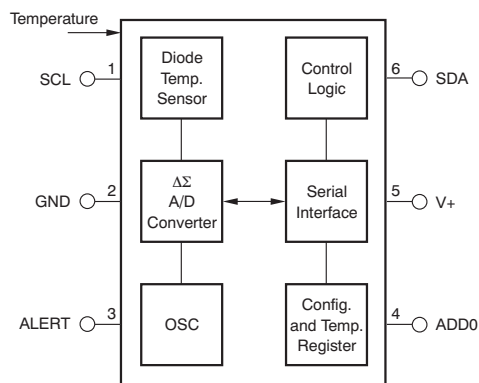 Temperature
SCL
1
Diode
Temp.
Sensor
Control
Logic
6
SDA
GND
2
ΔΣ
A/D
Converter
Serial
Interface
5
V+
ALERT
3
OSC
Config.
and Temp.
Register
4
ADD0